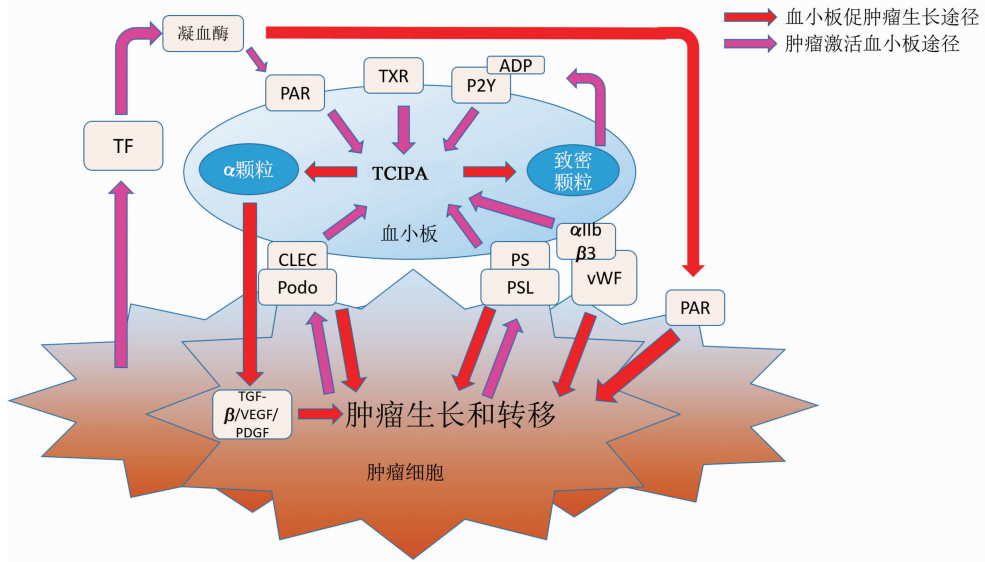 血小板促肿瘤生长途径
肿瘤激活血小板途径
凝血酶
TF
PAR
TXR
ADP
P2Y
α颗粒
TCIPA
致密
颗粒
血小板
CLEC
Podo
PS
PSL
αIIb
β3
vWF
PAR
TGF-
β/VEGF/
PDGF
肿瘤生长和转移
肿瘤细胞